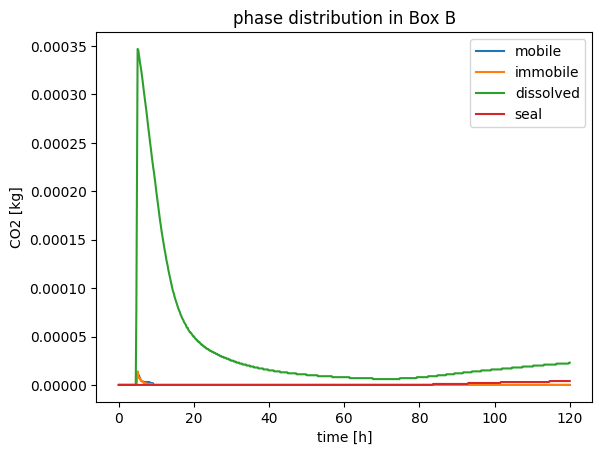 phase distribution in Box B
mobile
immobile
dissolved
seal
CO2 [kg]
0.00035
0.00030
0.00025
0.00020
0.00015
0.00010
0.00005
0.00000
0 20 40 60 80 100 120
time [h]